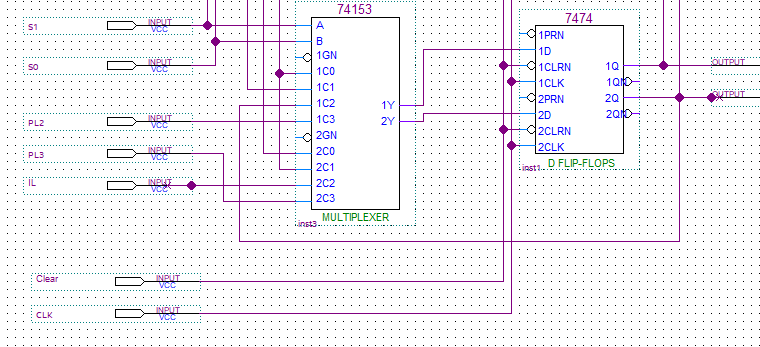 S1
INPUT
VCC
S0
INPUT
VCC
PL2
INPUT
VCC
PL3
INPUT
VCC
IL
INPUT
VCC
74153
A
B
1GN
1C0
1C1
1C2
1C3
2GN
2C0
2C1
2C2
2C3
1Y
2Y
MULTIPLEXER
inst3
7474
1PRN
1D
1CLRN
1CLK
2PRN
2D
2CLRN
2CLK
1Q
1QN
2Q
2QN
D FLIP-FLOPS
inst1
OUTPUT
OUTPUT
Clear
INPUT
VCC
CLK
INPUT
VCC